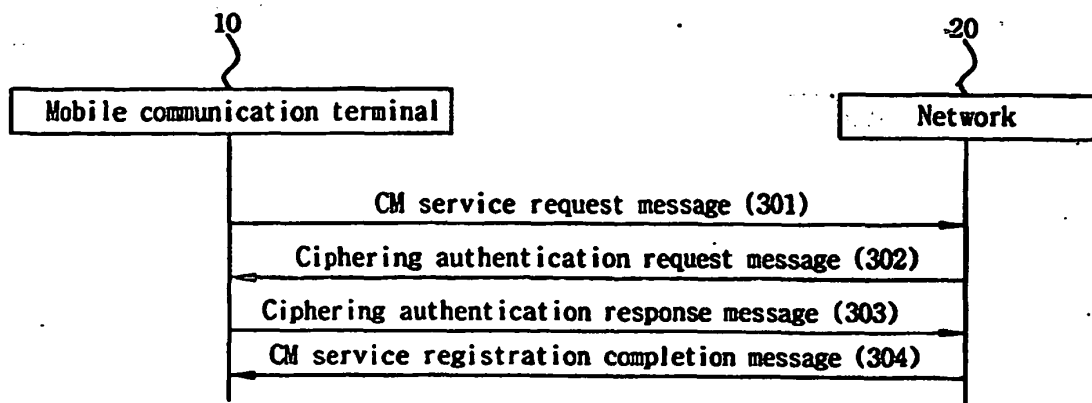 10
20
Mobile communication terminal
Network
CM service request message (301)
Ciphering authentication request message (302)
Ciphering authentication response message (303)
CM service registration completion message (304)